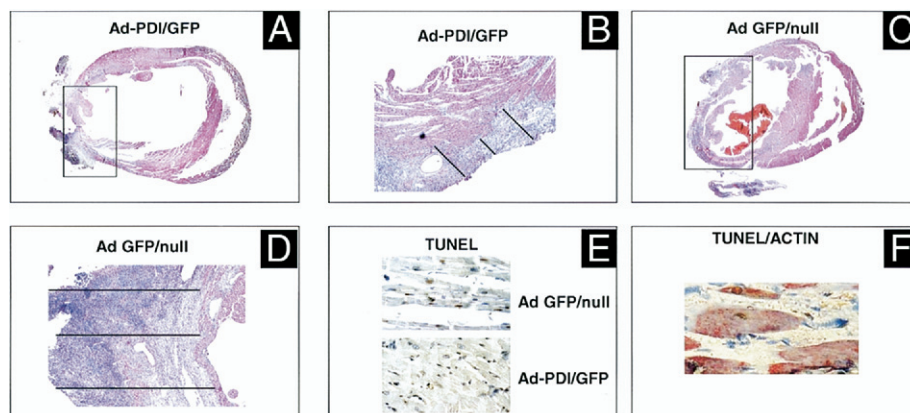 Ad-PDI/GFP
A
Ad-PDI/GFP
B
Ad GFP/null
C
Ad GFP/null
D
TUNEL
E
Ad GFP/null
Ad-PDI/GFP
TUNEL/ACTIN
F